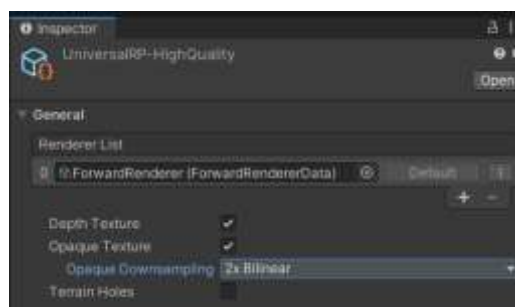 Inspector
UniversalRP-HighQuality
Open
General
Renderer List
0 ForwardRenderer (ForwardRendererData) Default
Depth Texture
Opaque Texture
Opaque Downsampling 2x Bilinear
Terrain Holes